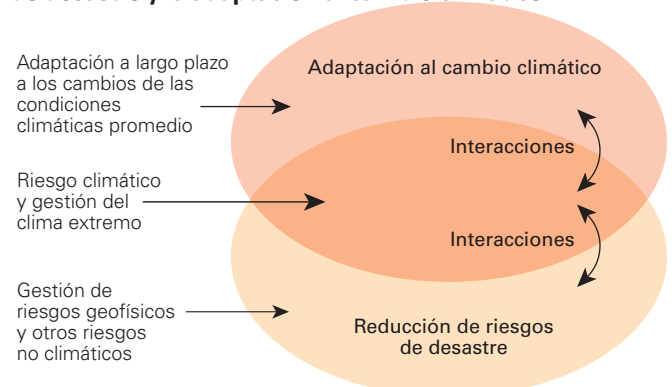 Adaptación a largo plazo
a los cambios de las
condiciones
climáticas promedio
Adaptación al cambio climático
Interacciones
Riesgo climático
y gestión del
clima extremo
Interacciones
Gestión de
riesgos geofísicos
y otros riesgos
no climáticos
Reducción de riesgos
de desastre